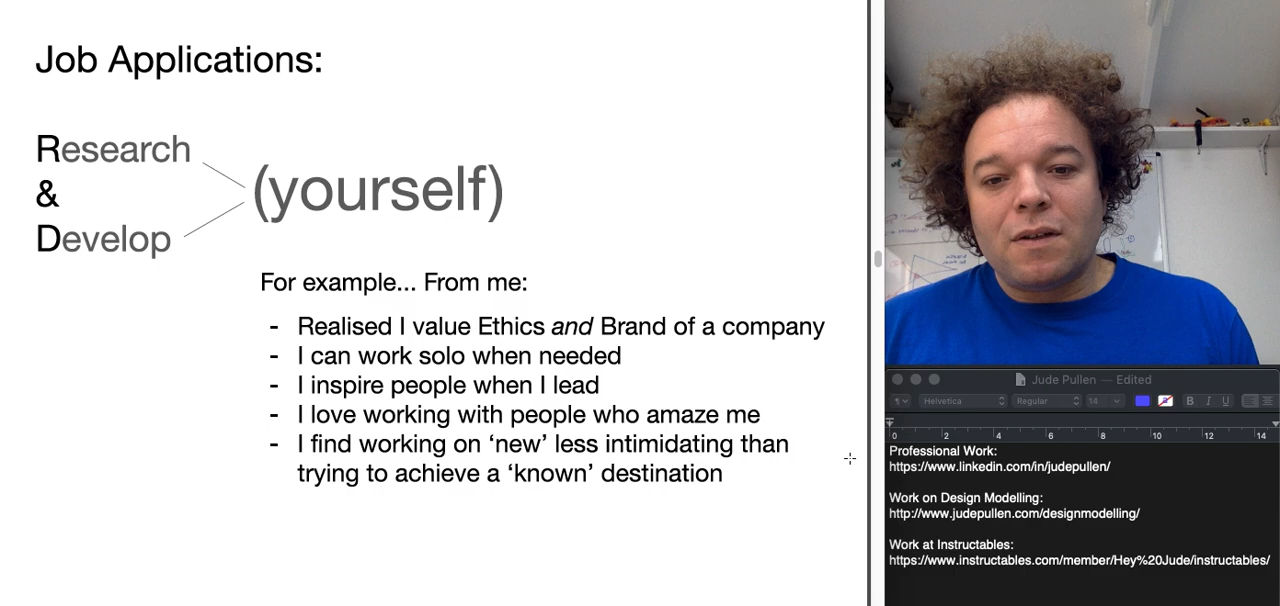 Job Applications:
Research
&
Develop
(yourself)
For example... From me:
- Realised I value Ethics and Brand of a company
- I can work solo when needed
- I inspire people when I lead
- I love working with people who amaze me
- I find working on ‘new’ less intimidating than
trying to achieve a ‘known’ destination
Jude Pullen — Edited
¶ Helvetica Regular 14 a B I U
0 2 4 6 8 10 12 14
Professional Work:
https://www.linkedin.com/in/judepullen/
Work on Design Modelling:
http://www.judepullen.com/designmodelling/
Work at Instructables:
https://www.instructables.com/member/Hey%20Jude/instructables/